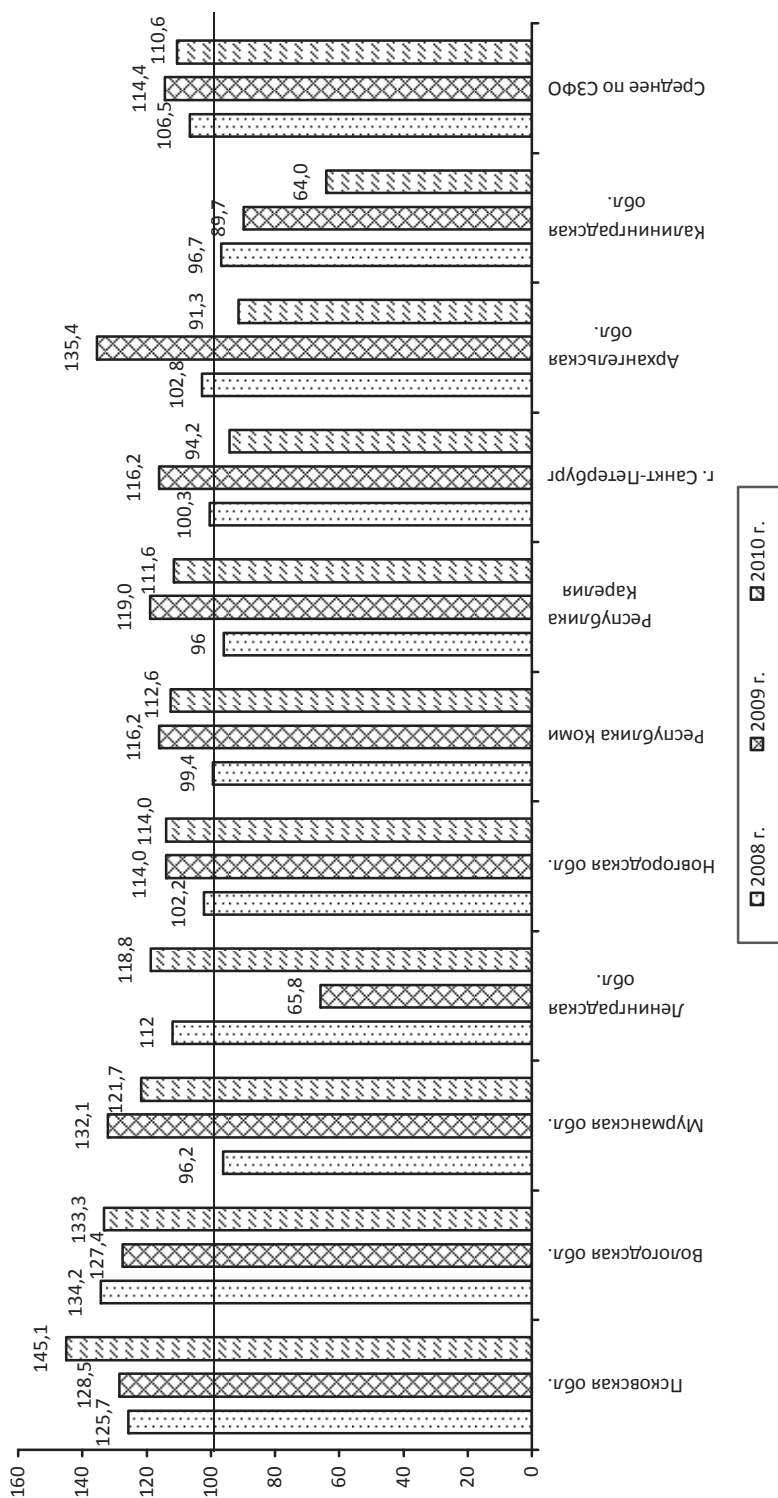 160
140
120
100
80
60
40
20
0
125,7
128,5
145,1
134,2
127,4
133,3
96,2
132,1
121,7
112
65,8
118,8
102,2
114,0
114,0
99,4
116,2
112,6
96
119,0
111,6
100,3
116,2
94,2
102,8
135,4
91,3
96,7
89,7
64,0
106,5
114,4
110,6
Псковская обл.
Вологодская обл.
Мурманская обл.
Ленинградская
обл.
Новгородская обл.
Республика Коми
Республика
Карелия
г. Санкт-Петербург
Архангельская
обл.
Калининградская
обл.
Среднее по СЗФО
2008 г.
2009 г.
2010 г.